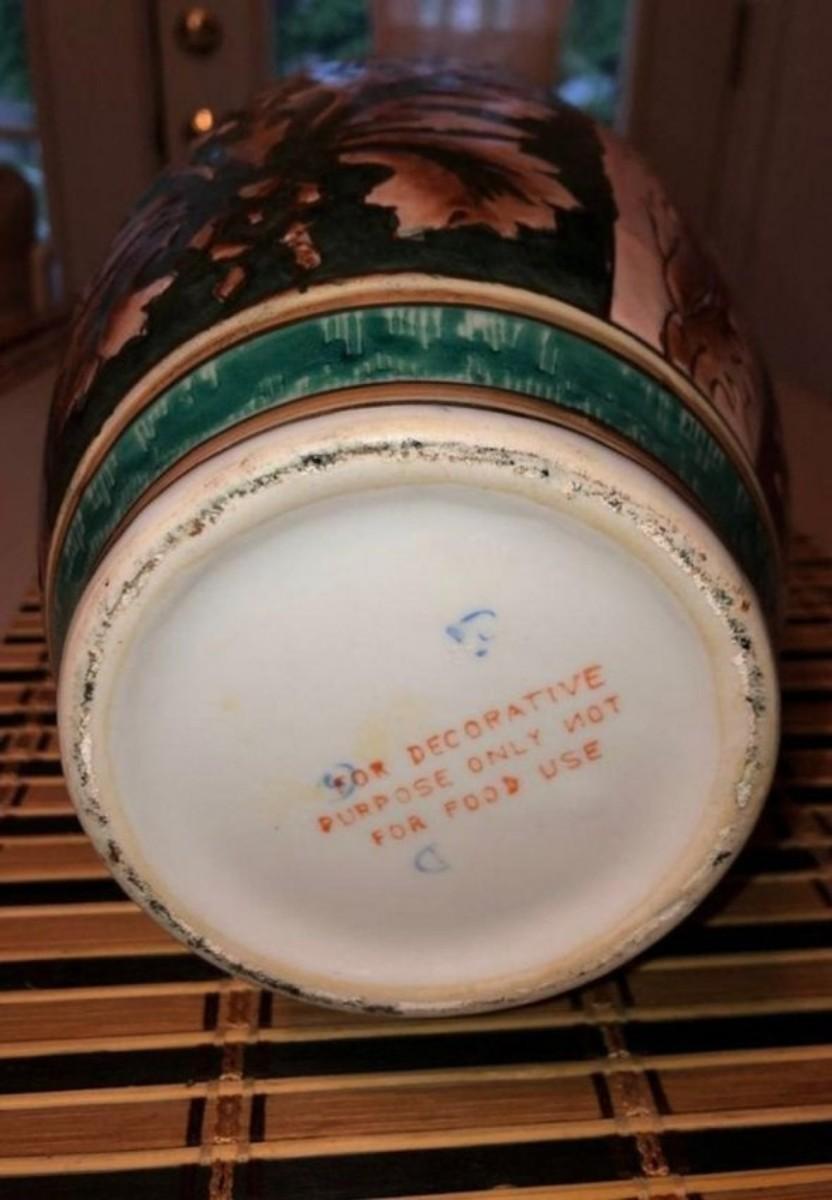 FOR DECORATIVE
PURPOSE ONLY NOT
FOR FOOD USE
D